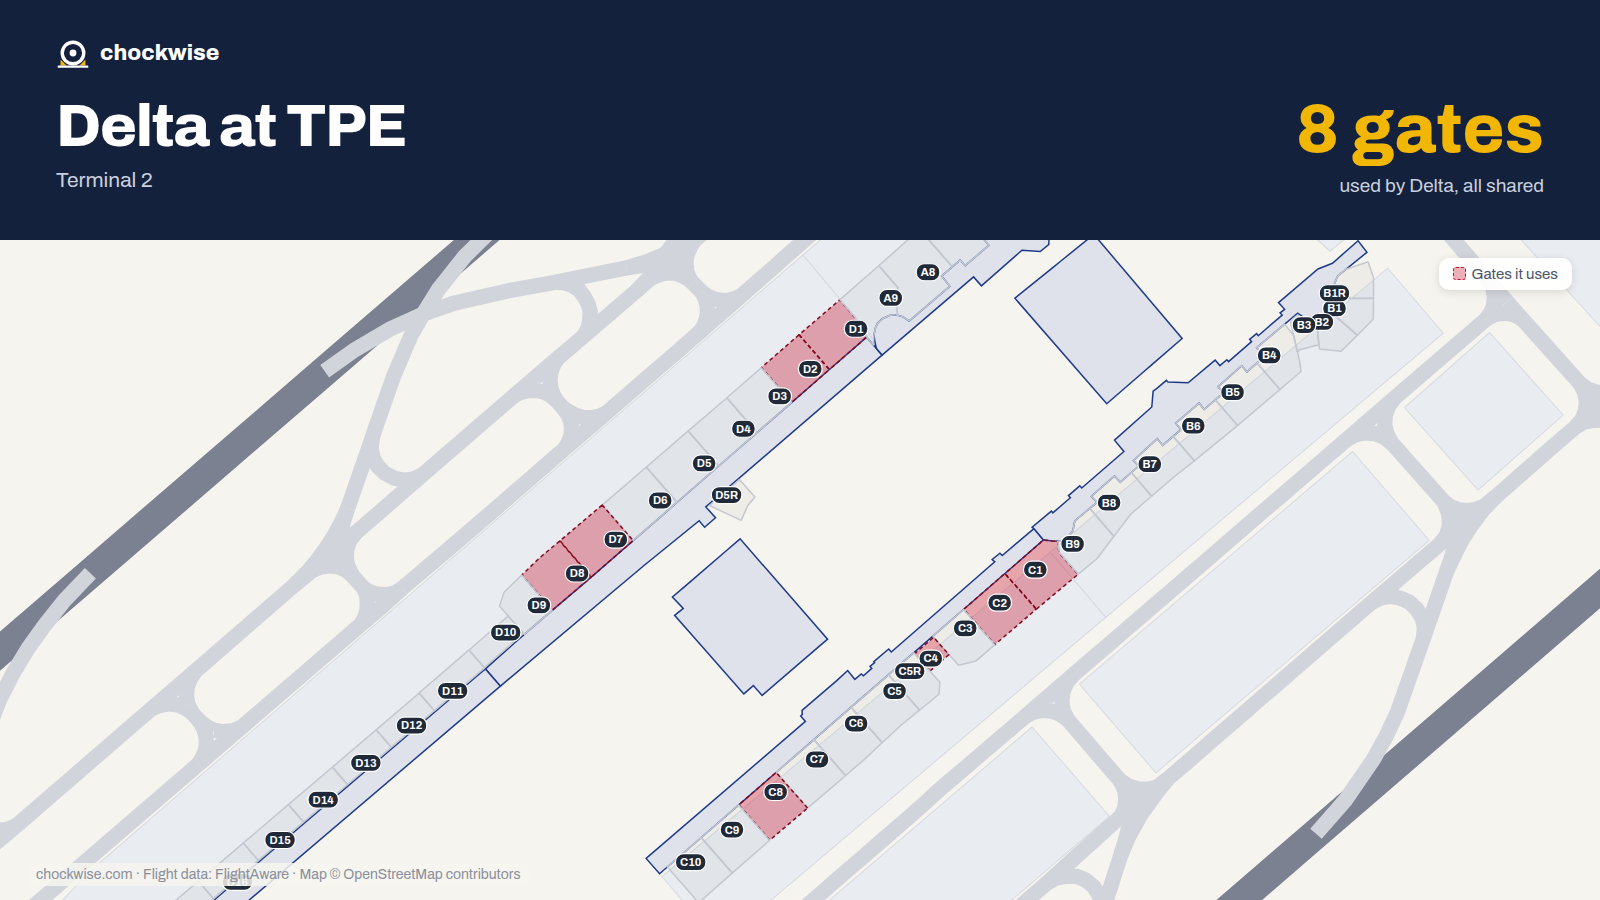 chockwise
Delta at TPE
Terminal 2
8 gates
used by Delta, all shared
Gates it uses
A8
A9
D1
D2
D3
D4
D5
D5R
D6
D7
D8
D9
D10
D11
D12
D13
D14
D15
B1R
B1
B2
B3
B4
B5
B6
B7
B8
B9
C1
C2
C3
C4
C5R
C5
C6
C7
C8
C9
C10
chockwise.com · Flight data: FlightAware · Map © OpenStreetMap contributors